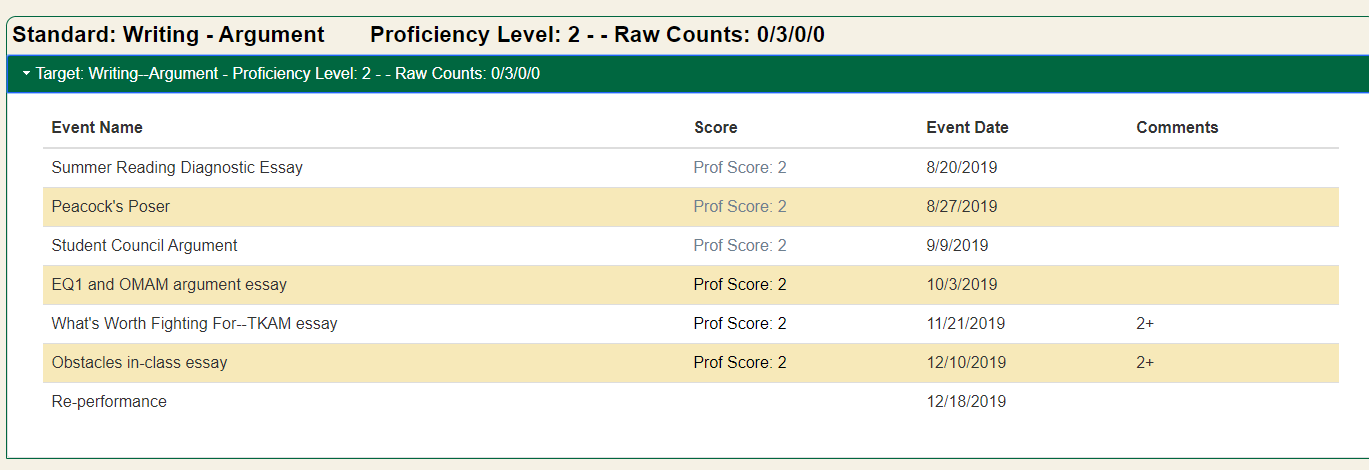 Standard: Writing - Argument Proficiency Level: 2 - - Raw Counts: 0/3/0/0
Target: Writing--Argument - Proficiency Level: 2 - - Raw Counts: 0/3/0/0
Event Name Score Event Date Comments
Summer Reading Diagnostic Essay Prof Score: 2 8/20/2019
Peacock's Poser Prof Score: 2 8/27/2019
Student Council Argument Prof Score: 2 9/9/2019
EQ1 and OMAM argument essay Prof Score: 2 10/3/2019
What's Worth Fighting For--TKAM essay Prof Score: 2 11/21/2019 2+
Obstacles in-class essay Prof Score: 2 12/10/2019 2+
Re-performance 12/18/2019